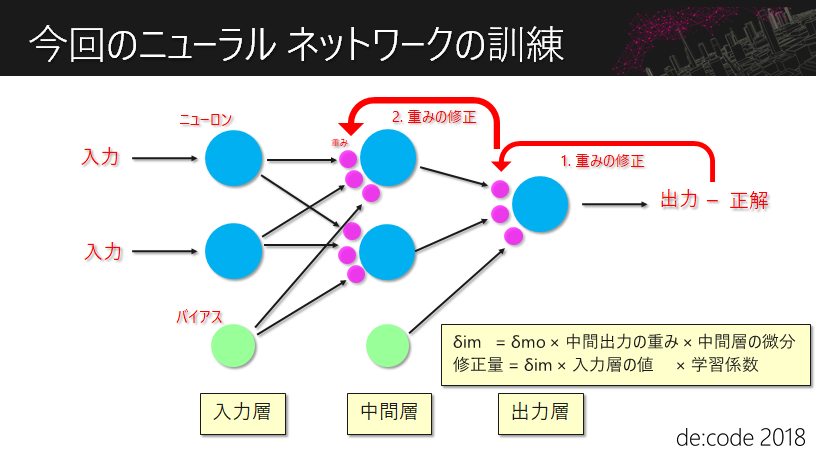 今回のニューラル ネットワークの訓練
ニューロン
重み
2. 重みの修正
1. 重みの修正
入力
出力 − 正解
入力
バイアス
δim = δmo × 中間出力の重み × 中間層の微分
修正量 = δim × 入力層の値 × 学習係数
入力層
中間層
出力層
de:code 2018